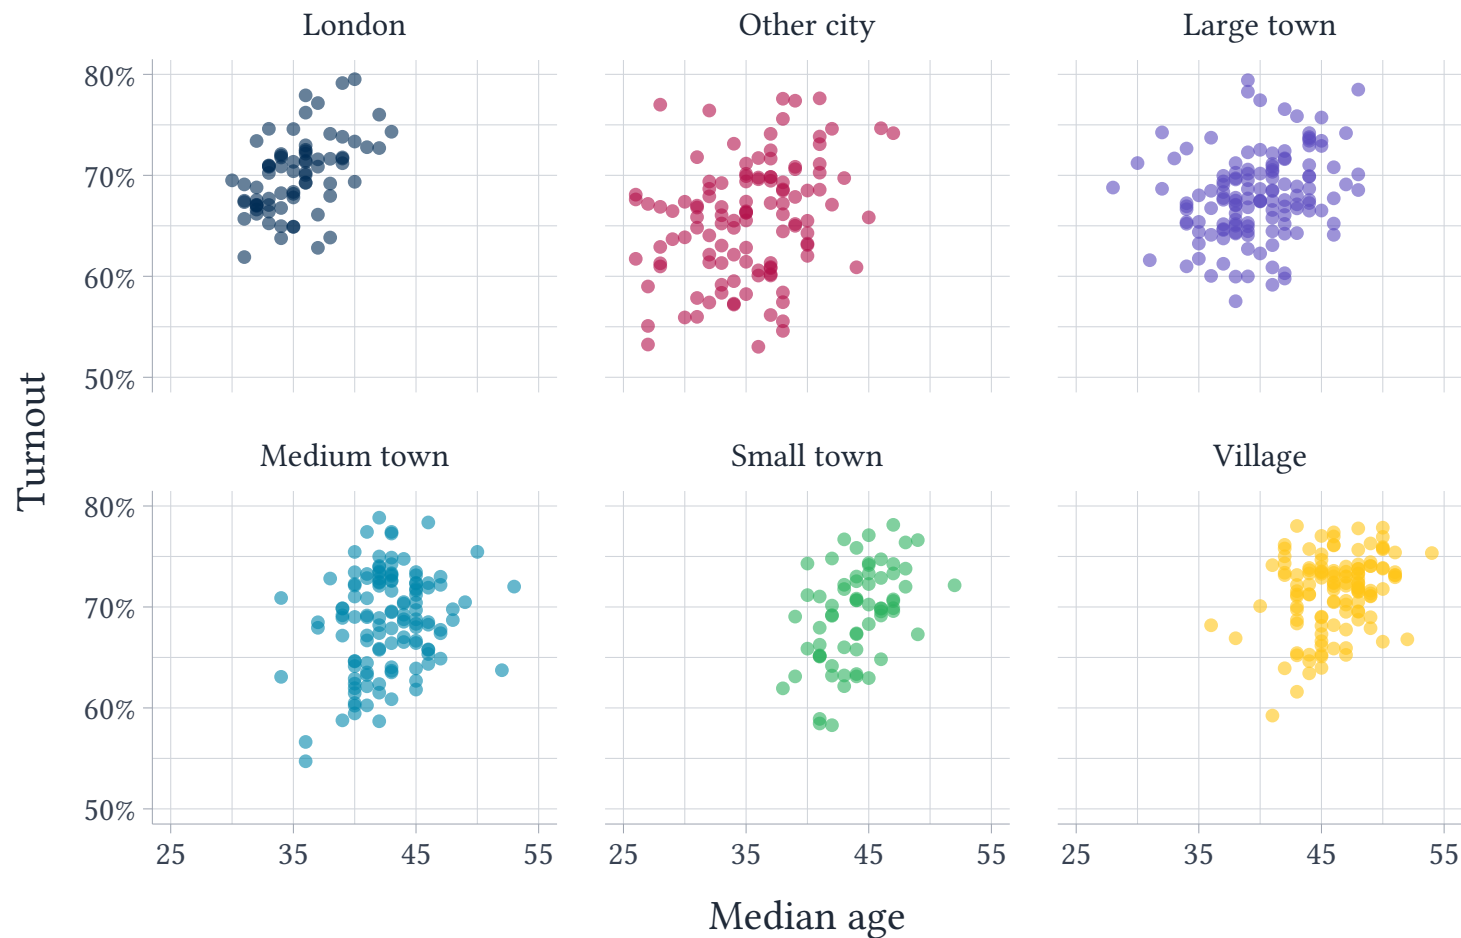 London
Other city
Large town
80%
70%
60%
50%
Turnout
Medium town
Small town
Village
80%
70%
60%
50%
25 35 45 55
25 35 45 55
25 35 45 55
Median age